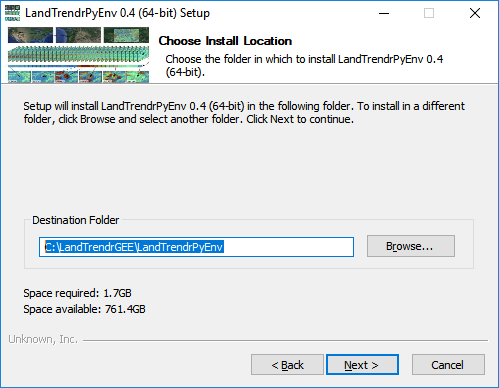 LandTrendrPyEnv 0.4 (64-bit) Setup
Choose Install Location
Choose the folder in which to install LandTrendrPyEnv 0.4
(64-bit).
Setup will install LandTrendrPyEnv 0.4 (64-bit) in the following folder. To install in a different
folder, click Browse and select another folder. Click Next to continue.
Destination Folder
C:\LandTrendrGEE\LandTrendrPyEnv
Browse...
Space required: 1.7GB
Space available: 761.4GB
Unknown, Inc.
< Back
Next >
Cancel